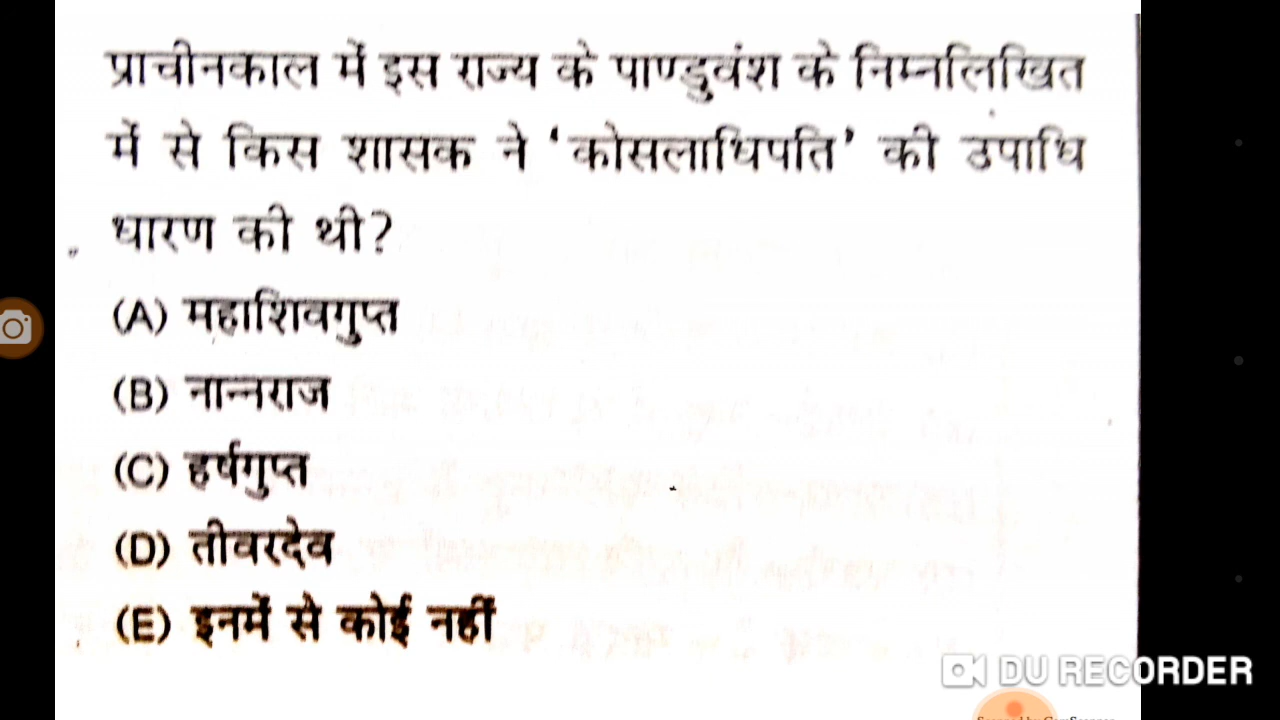 प्राचीनकाल में इस राज्य के पाण्डुवंश के निम्नलिखित
में से किस शासक ने ‘कोसलाधिपति’ की उपाधि
धारण की थी?
(A) महाशिवगुप्त
(B) नान्नराज
(C) हर्षगुप्त
(D) तीवरदेव
(E) इनमें से कोई नहीं
DU RECORDER